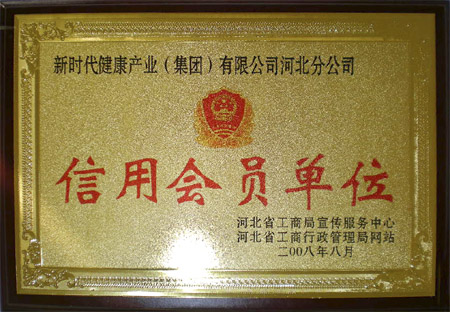 新时代健康产业（集团）有限公司河北分公司
信用会员单位
河北省工商局宣传服务中心
河北省工商行政管理局网站
二00八年八月